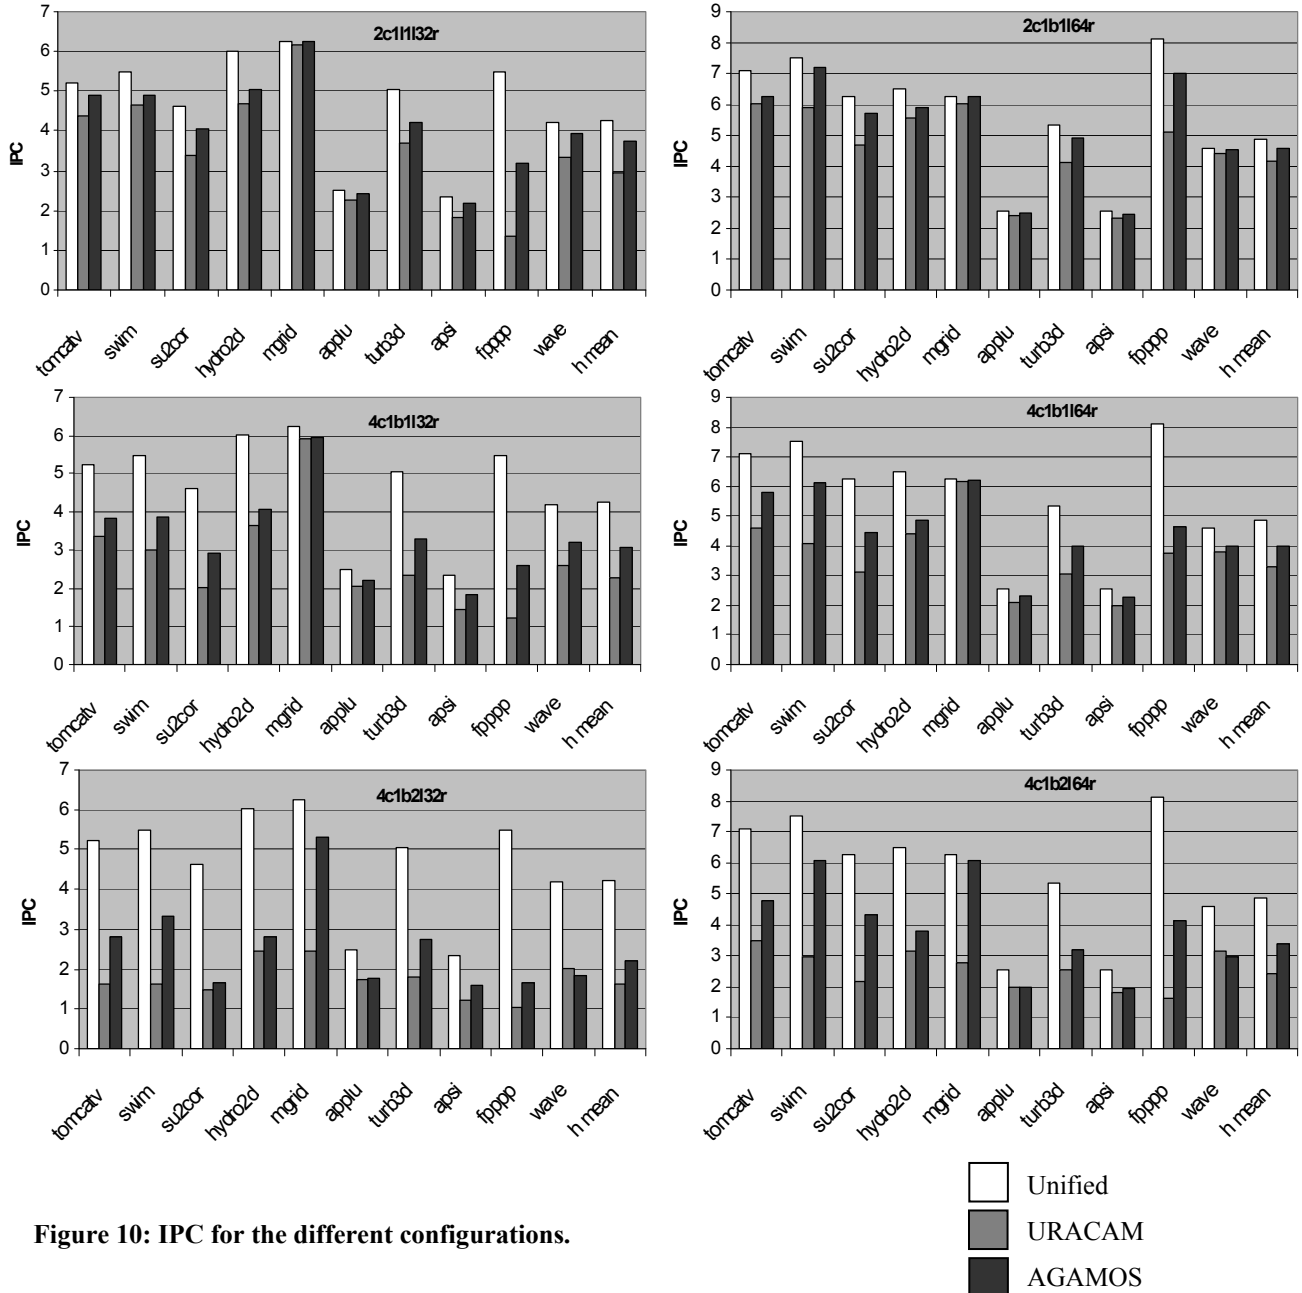 2c1l1l32r
IPC
7
6
5
4
3
2
1
0
tomcatv swim su2cor hydro2d mgrid applu turb3d apsi fpppp wave h mean
2c1b1l64r
IPC
9
8
7
6
5
4
3
2
1
0
tomcatv swim su2cor hydro2d mgrid applu turb3d apsi fpppp wave h mean
4c1b1l32r
IPC
7
6
5
4
3
2
1
0
tomcatv swim su2cor hydro2d mgrid applu turb3d apsi fpppp wave h mean
4c1b1l64r
IPC
9
8
7
6
5
4
3
2
1
0
tomcatv swim su2cor hydro2d mgrid applu turb3d apsi fpppp wave h mean
4c1b2l32r
IPC
7
6
5
4
3
2
1
0
tomcatv swim su2cor hydro2d mgrid applu turb3d apsi fpppp wave h mean
4c1b2l64r
IPC
9
8
7
6
5
4
3
2
1
0
tomcatv swim su2cor hydro2d mgrid applu turb3d apsi fpppp wave h mean
Unified
URACAM
AGAMOS
Figure 10: IPC for the different configurations.